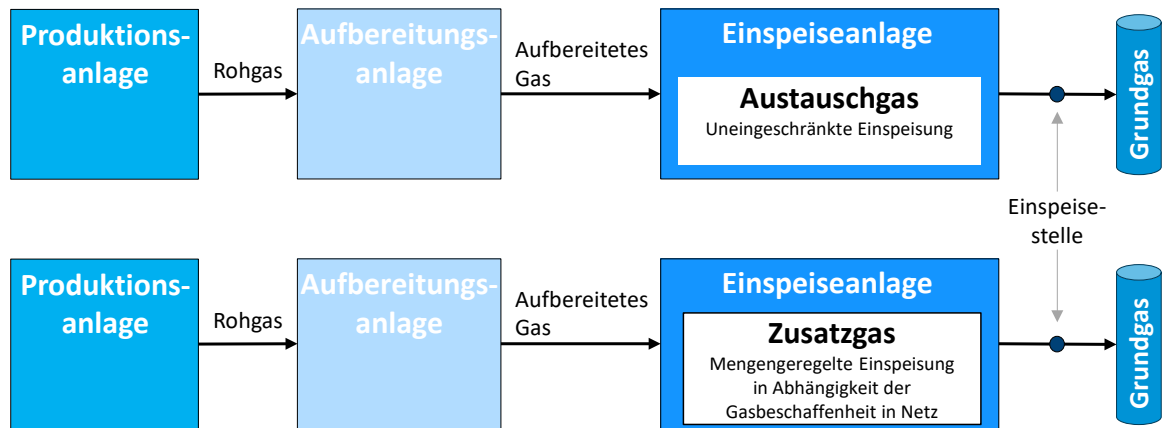 Produktions-
anlage
Rohgas
Aufbereitungs-
anlage
Aufbereitetes
Gas
Einspeiseanlage
Austauschgas
Uneingeschränkte Einspeisung
Grundgas
Einspeise-
stelle
Produktions-
anlage
Rohgas
Aufbereitungs-
anlage
Aufbereitetes
Gas
Einspeiseanlage
Zusatzgas
Mengengeregelte Einspeisung
in Abhängigkeit der
Gasbeschaffenheit in Netz
Grundgas